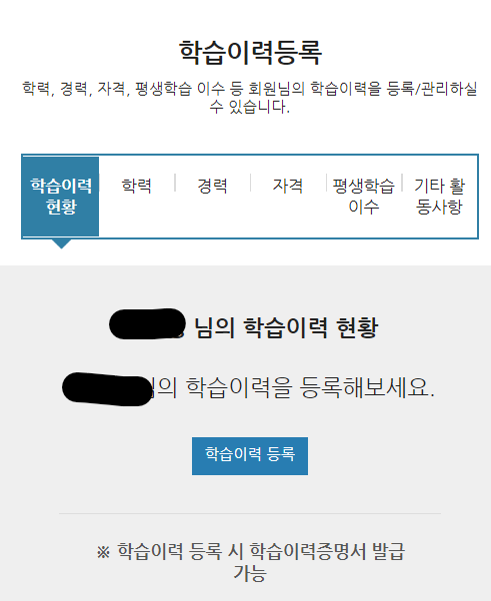 학습이력등록
학력, 경력, 자격, 평생학습 이수 등 회원님의 학습이력을 등록/관리하실
수 있습니다.
학습이력
현황
학력
경력
자격
평생학습
이수
기타 활
동사항
님의 학습이력 현황
님의 학습이력을 등록해보세요.
학습이력 등록
※ 학습이력 등록 시 학습이력증명서 발급
가능